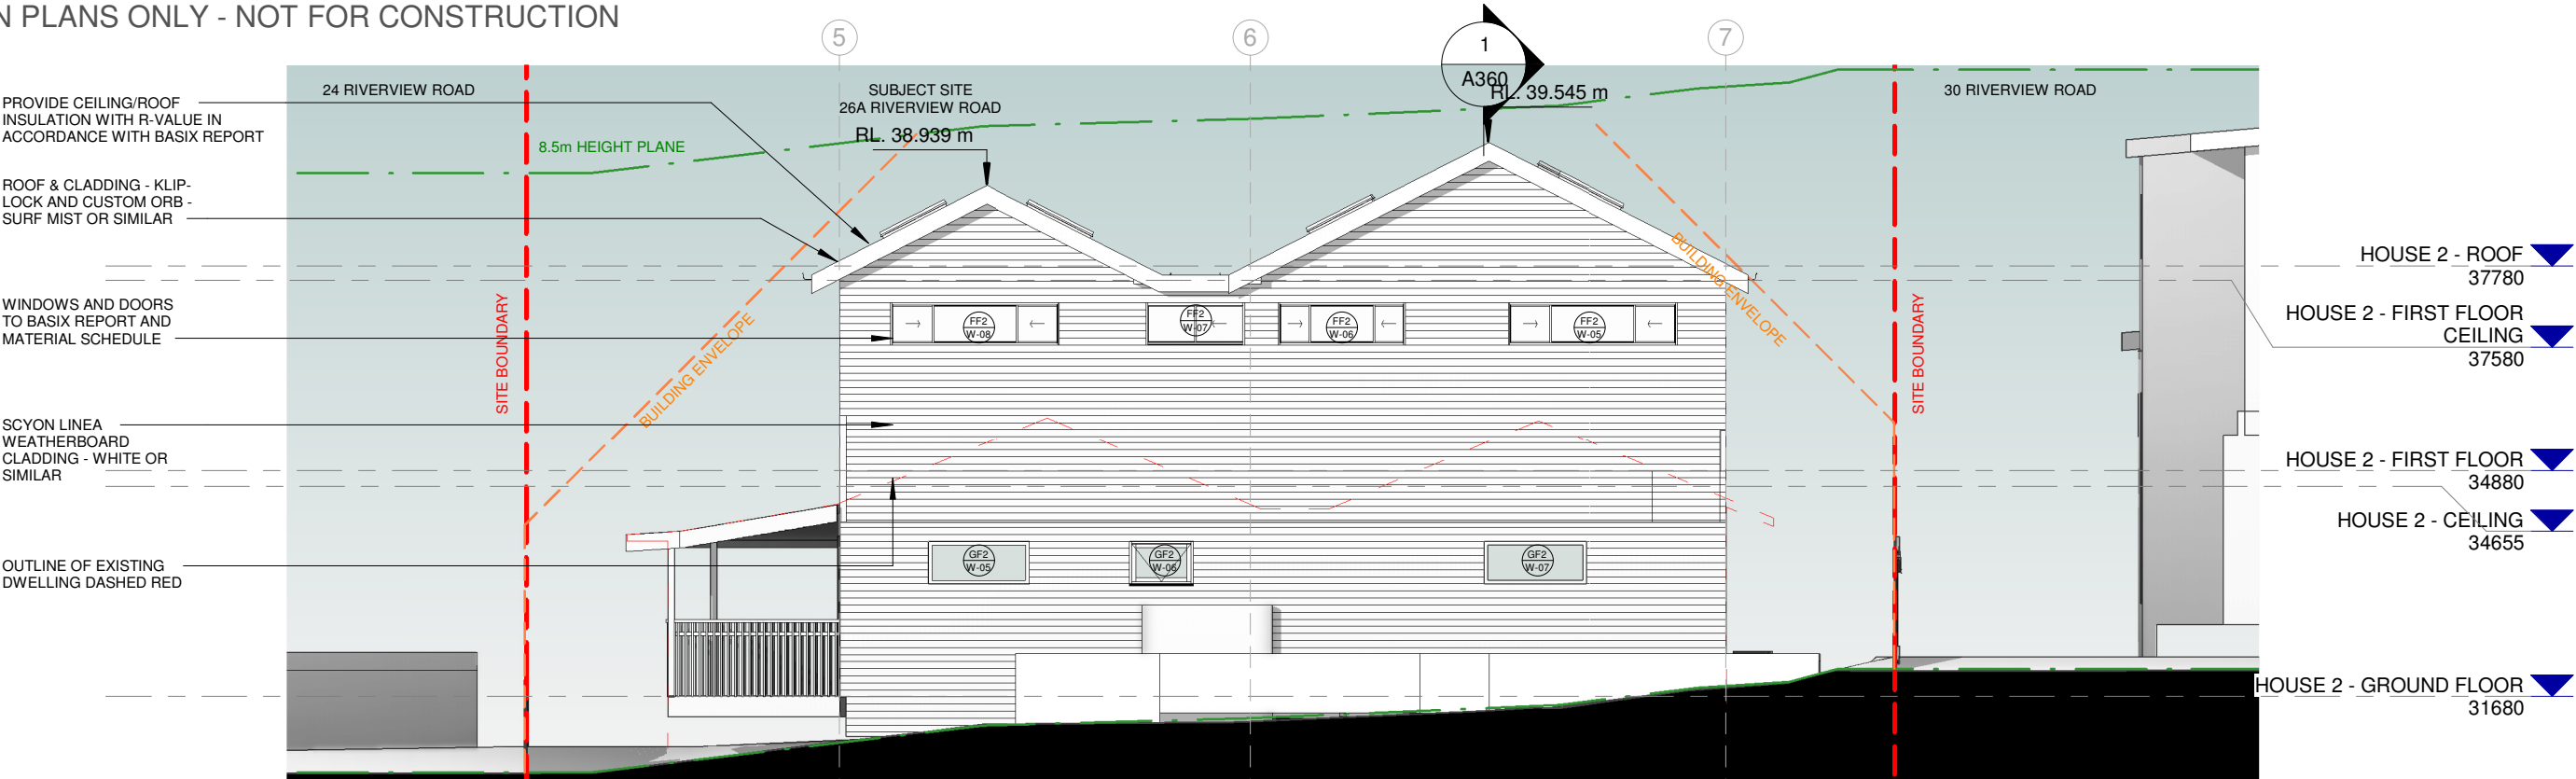 N PLANS ONLY - NOT FOR CONSTRUCTION
5
6
7
1
A360
24 RIVERVIEW ROAD
SUBJECT SITE
26A RIVERVIEW ROAD
RL. 38.939 m
RL. 39.545 m
30 RIVERVIEW ROAD
8.5m HEIGHT PLANE
PROVIDE CEILING/ROOF
INSULATION WITH R-VALUE IN
ACCORDANCE WITH BASIX REPORT
ROOF & CLADDING - KLIP-
LOCK AND CUSTOM ORB -
SURF MIST OR SIMILAR
WINDOWS AND DOORS
TO BASIX REPORT AND
MATERIAL SCHEDULE
SCYON LINEA
WEATHERBOARD
CLADDING - WHITE OR
SIMILAR
OUTLINE OF EXISTING
DWELLING DASHED RED
SITE BOUNDARY
BUILDING ENVELOPE
FF2
W-08
FF2
W-07
FF2
W-06
FF2
W-05
BUILDING ENVELOPE
SITE BOUNDARY
GF2
W-05
GF2
W-06
GF2
W-07
HOUSE 2 - ROOF
37780
HOUSE 2 - FIRST FLOOR
CEILING
37580
HOUSE 2 - FIRST FLOOR
34880
HOUSE 2 - CEILING
34655
HOUSE 2 - GROUND FLOOR
31680